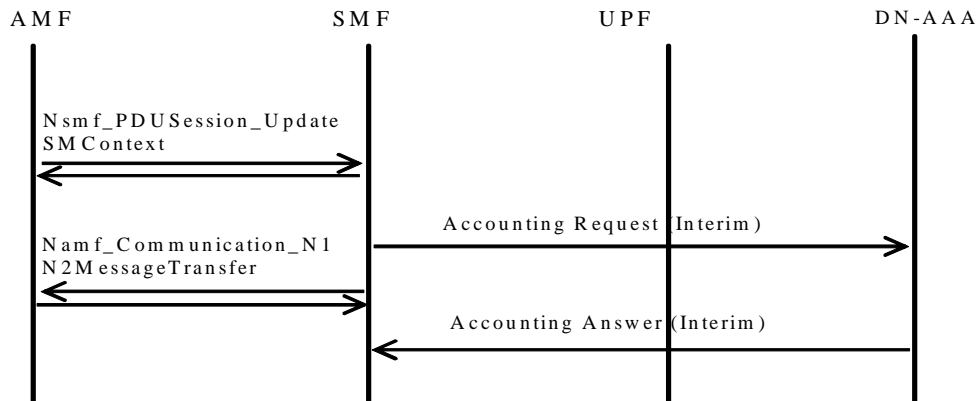 AMF SMF UPF DN-AAA
Nsmf_PDUSession_Update
SMContext
Accounting Request (Interim)
Namf_Communication_N1
N2MessageTransfer
Accounting Answer (Interim)